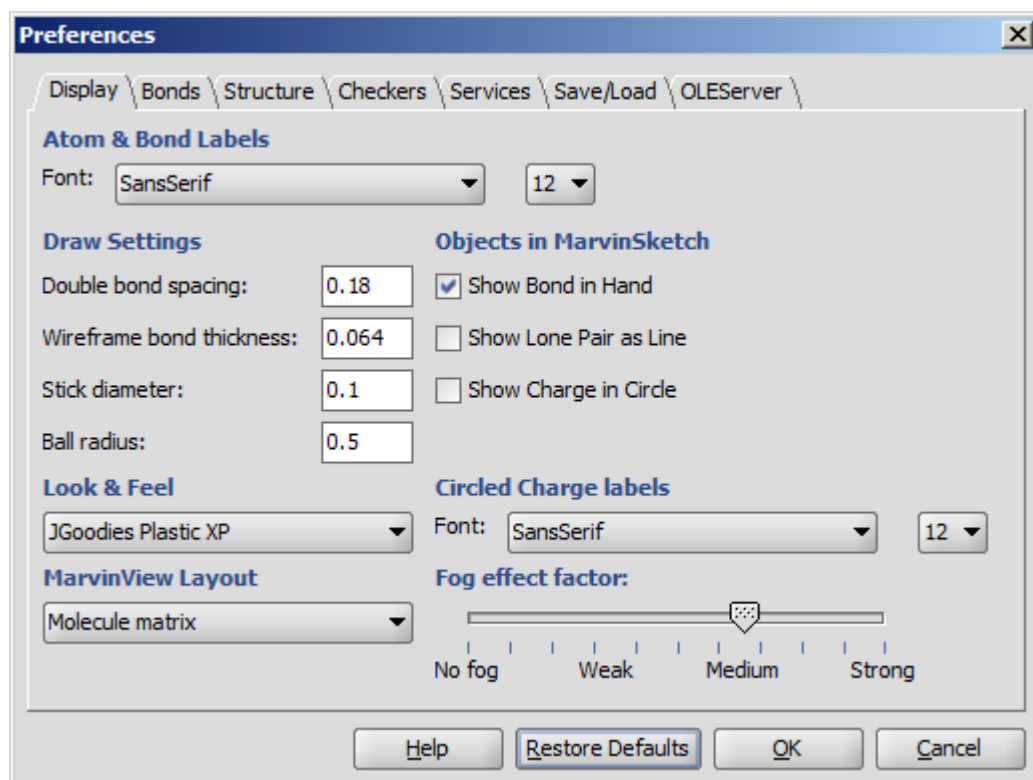 Preferences
Display Bonds Structure Checkers Services Save/Load OLEServer
Atom & Bond Labels
Font: SansSerif 12
Draw Settings
Objects in MarvinSketch
Double bond spacing: 0.18
Show Bond in Hand
Wireframe bond thickness: 0.064
Show Lone Pair as Line
Stick diameter: 0.1
Show Charge in Circle
Ball radius: 0.5
Look & Feel
Circled Charge labels
JGoodies Plastic XP
Font: SansSerif 12
MarvinView Layout
Fog effect factor:
Molecule matrix
No fog Weak Medium Strong
Help Restore Defaults OK Cancel